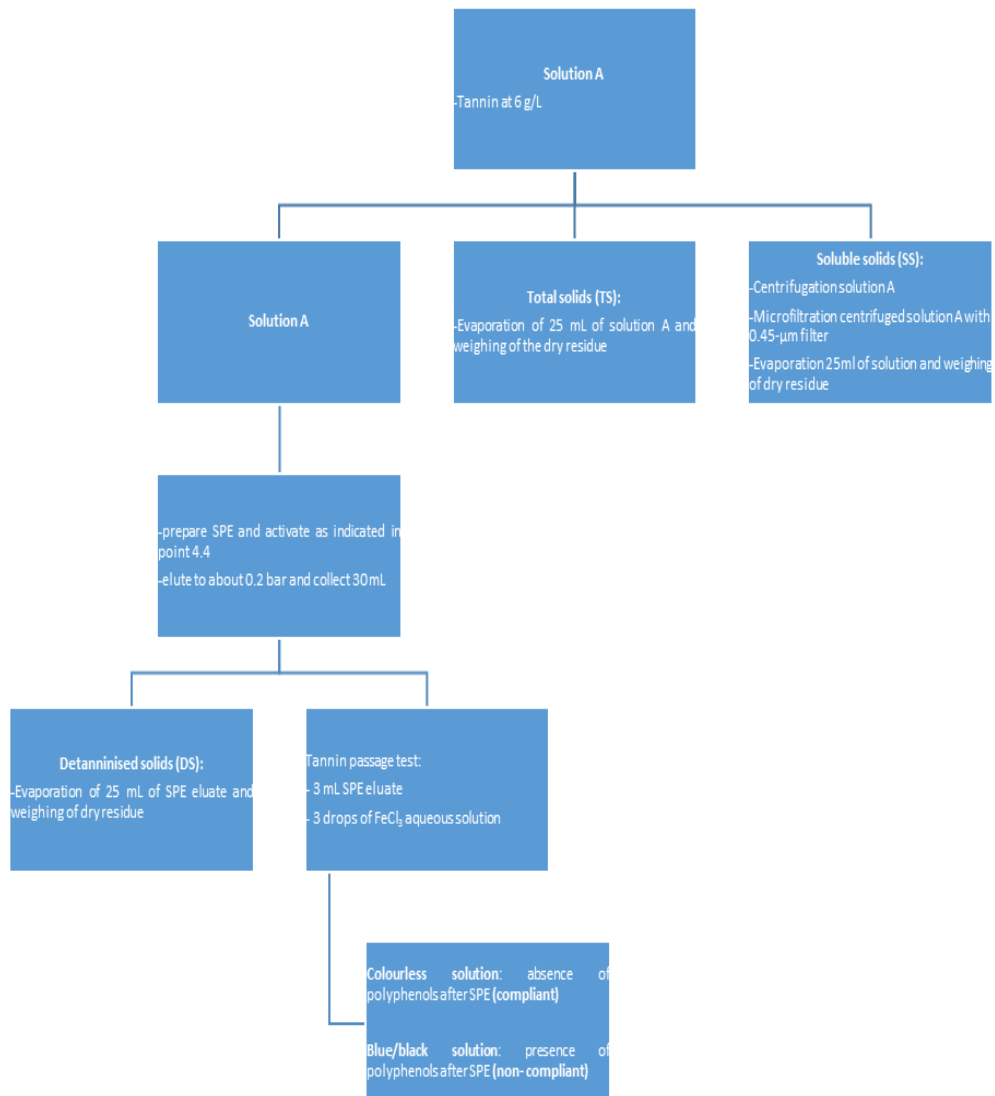 Solution A
-Tannin at 6 g/L
Solution A
Total solids (TS):
-Evaporation of 25 mL of solution A and
weighing of the dry residue
Soluble solids (SS):
-Centrifugation solution A
-Microfiltration centrifuged solution A with
0.45-μm filter
-Evaporation 25ml of solution and weighing
of dry residue
-prepare SPE and activate as indicated in
point 4.4
-elute to about 0.2 bar and collect 30 mL
Detanninised solids (DS):
-Evaporation of 25 mL of SPE eluate and
weighing of dry residue
Tannin passage test:
- 3 mL SPE eluate
- 3 drops of FeCl₃ aqueous solution
Colourless solution: absence of
polyphenols after SPE (compliant)
Blue/black solution: presence of
polyphenols after SPE (non- compliant)